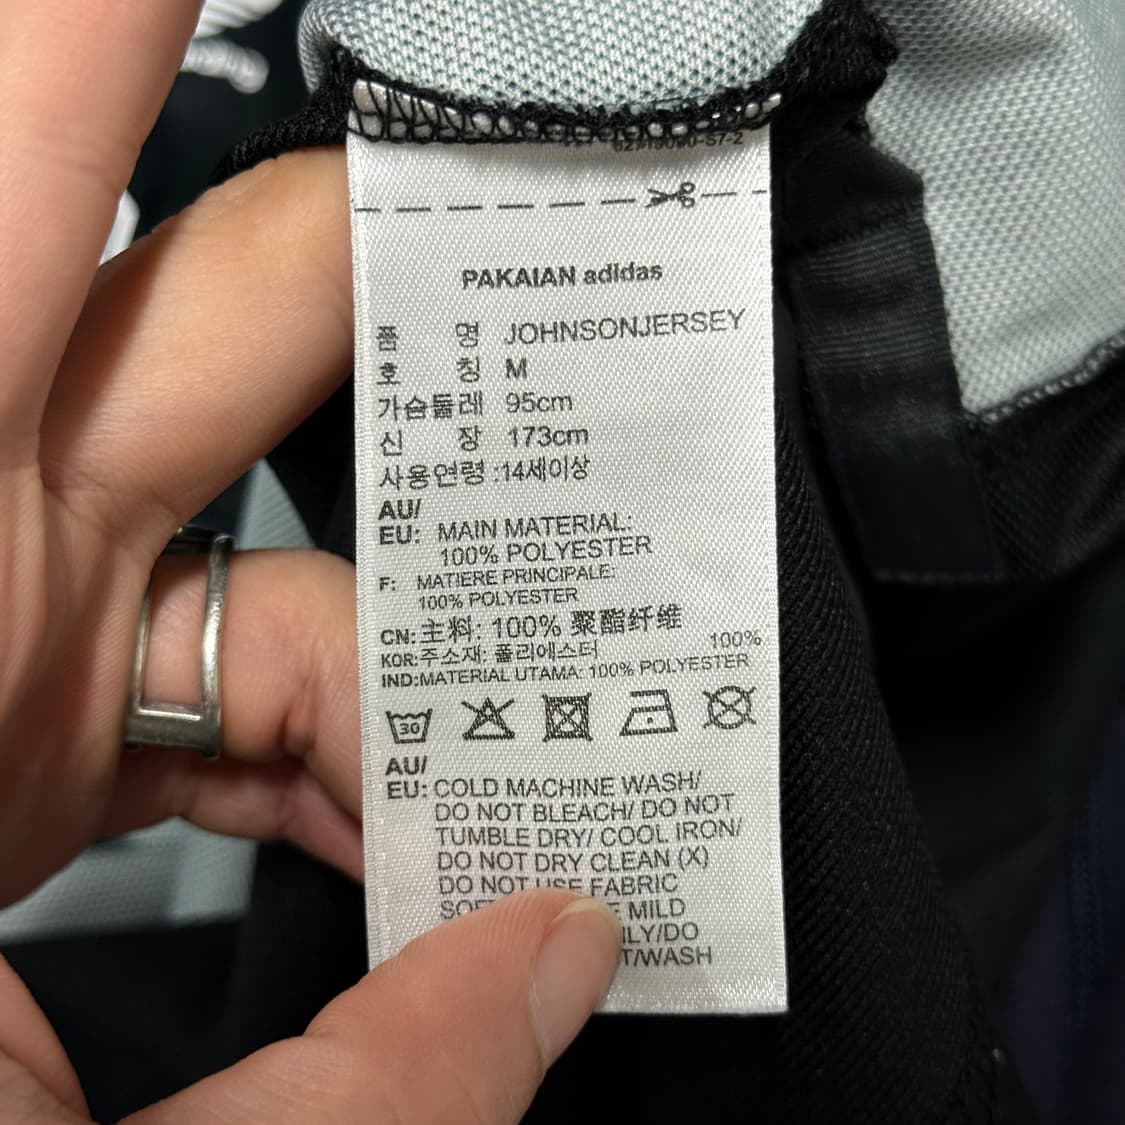 PAKAIAN adidas
품 명 JOHNSONJERSEY
호 칭 M
가슴둘레 95cm
신 장 173cm
사용연령 :14세이상
AU/
EU: MAIN MATERIAL:
100% POLYESTER
F: MATIERE PRINCIPALE:
100% POLYESTER
CN: 主料: 100% 聚酯纤维
KOR:주소재: 폴리에스터 100%
IND:MATERIAL UTAMA: 100% POLYESTER
30
AU/
EU: COLD MACHINE WASH/
DO NOT BLEACH/ DO NOT
TUMBLE DRY/ COOL IRON/
DO NOT DRY CLEAN (X)
DO NOT USE FABRIC
MILD
/DO
/WASH